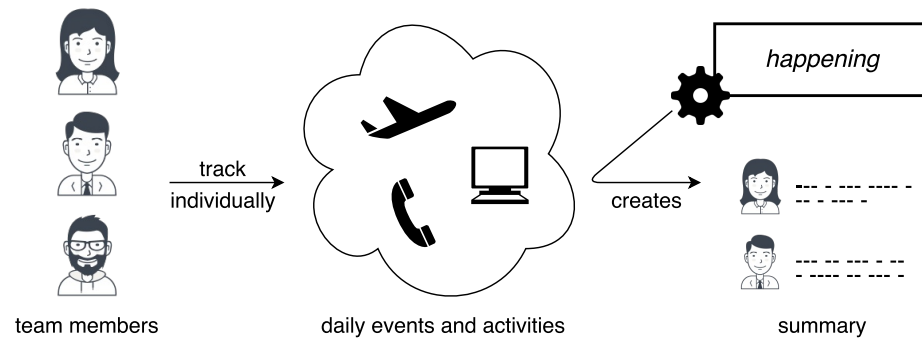 happening
track
individually
creates
team members
daily events and activities
summary